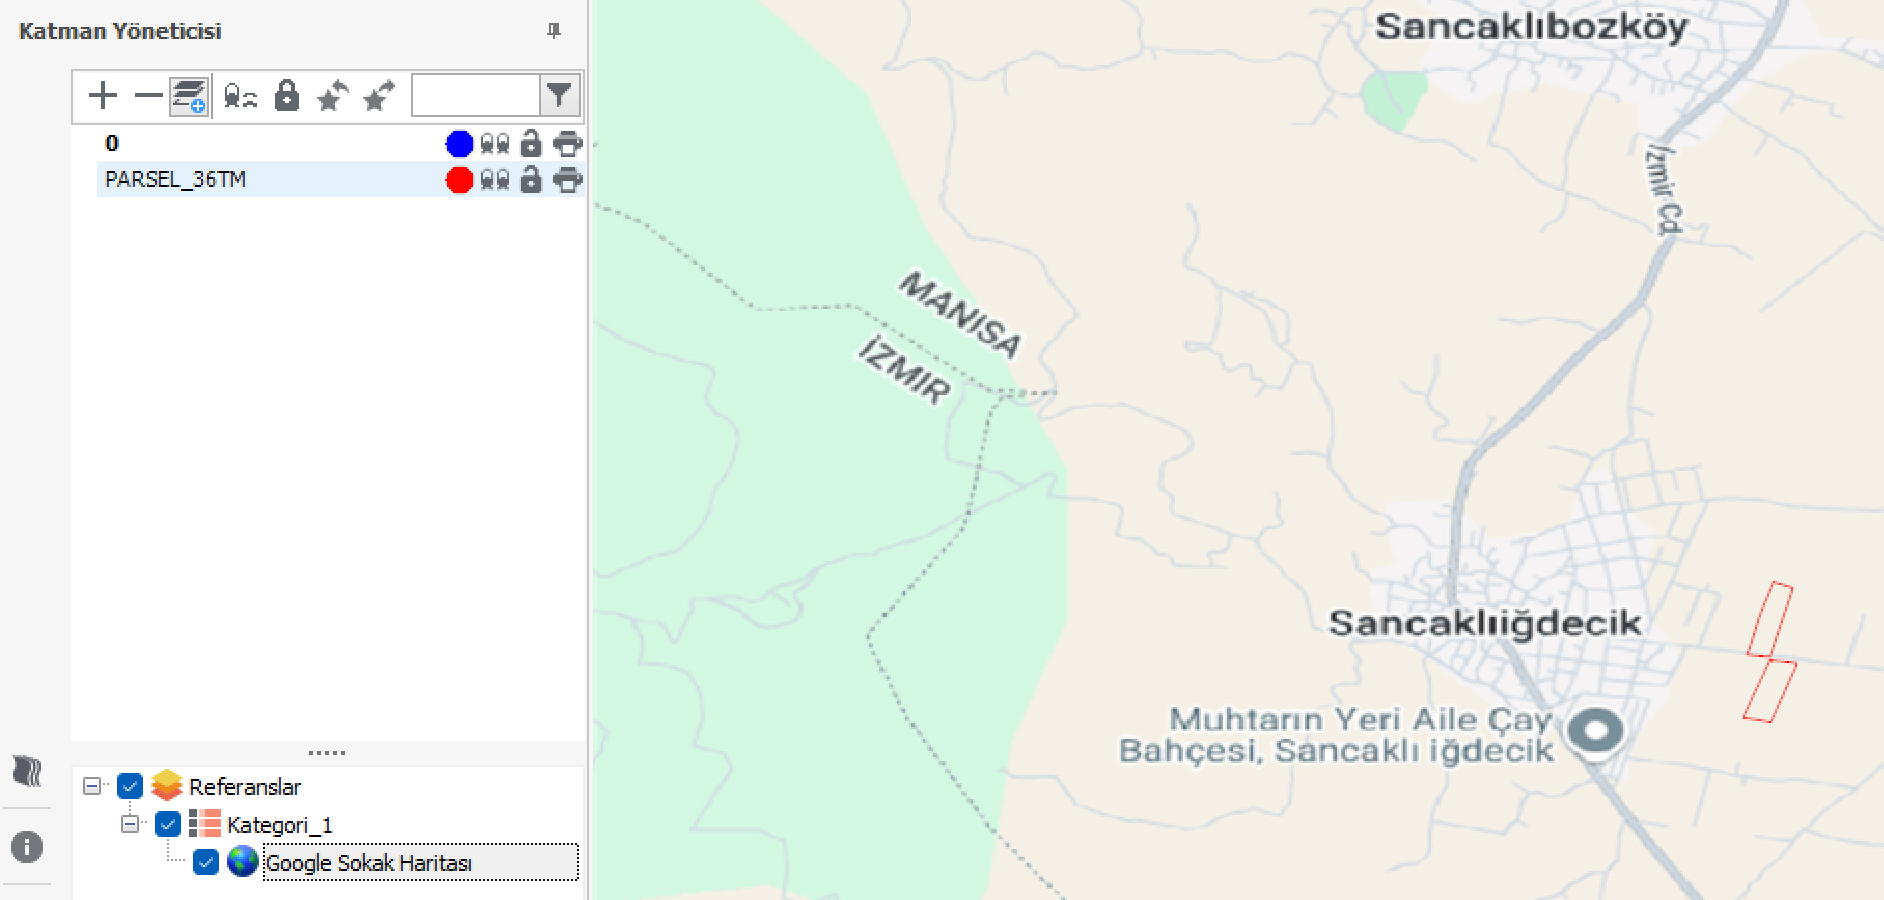 Katman Yöneticisi
0
PARSEL_36TM
Referanslar
Kategori_1
Google Sokak Haritası
Sancaklıbozköy
İzmir Cd.
MANISA
İZMIR
Sancaklıiğdecik
Muhtarın Yeri Aile Çay
Bahçesi, Sancaklı iğdecik